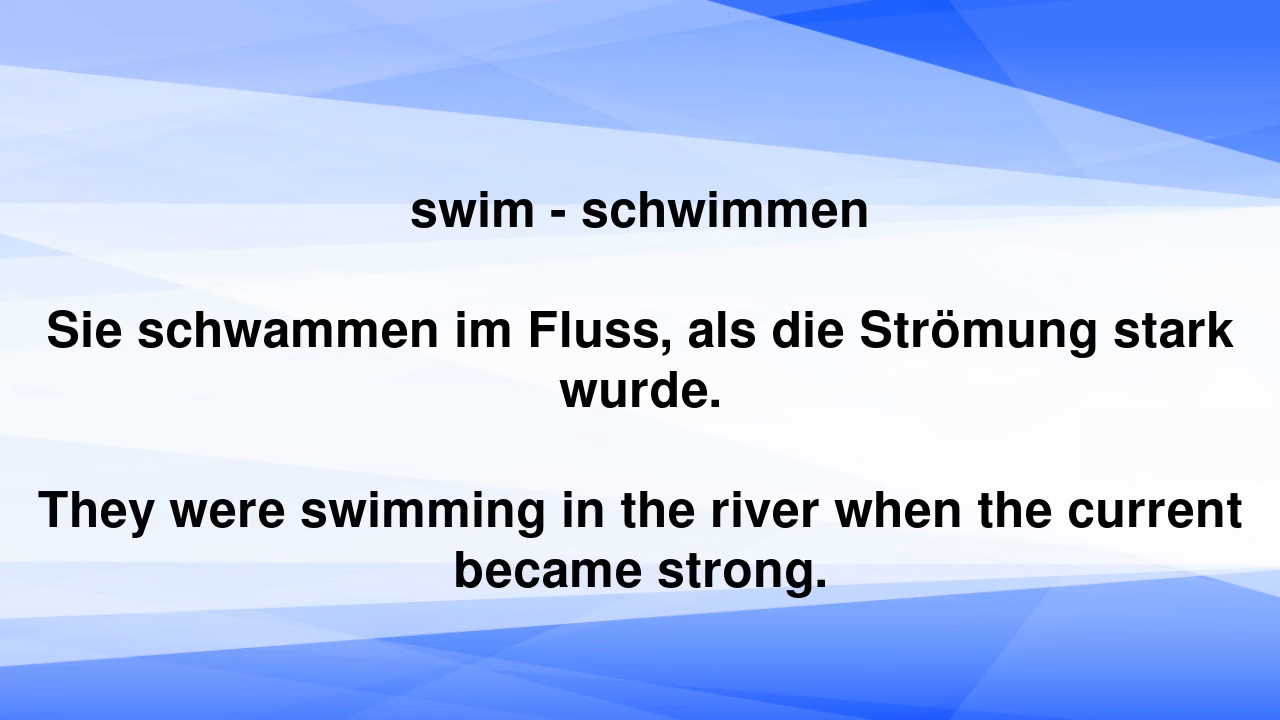 swim - schwimmen
Sie schwammen im Fluss, als die Strömung stark
wurde.
They were swimming in the river when the current
became strong.